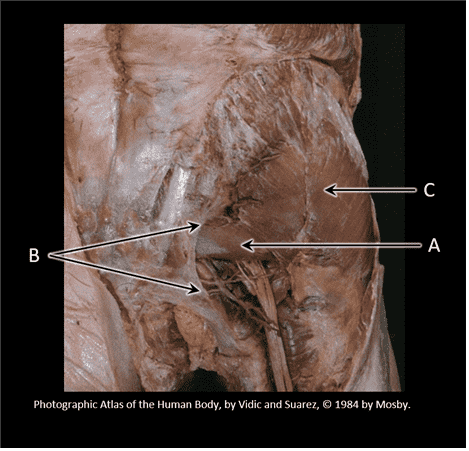 C
A
B
Photographic Atlas of the Human Body, by Vidic and Suarez, © 1984 by Mosby.